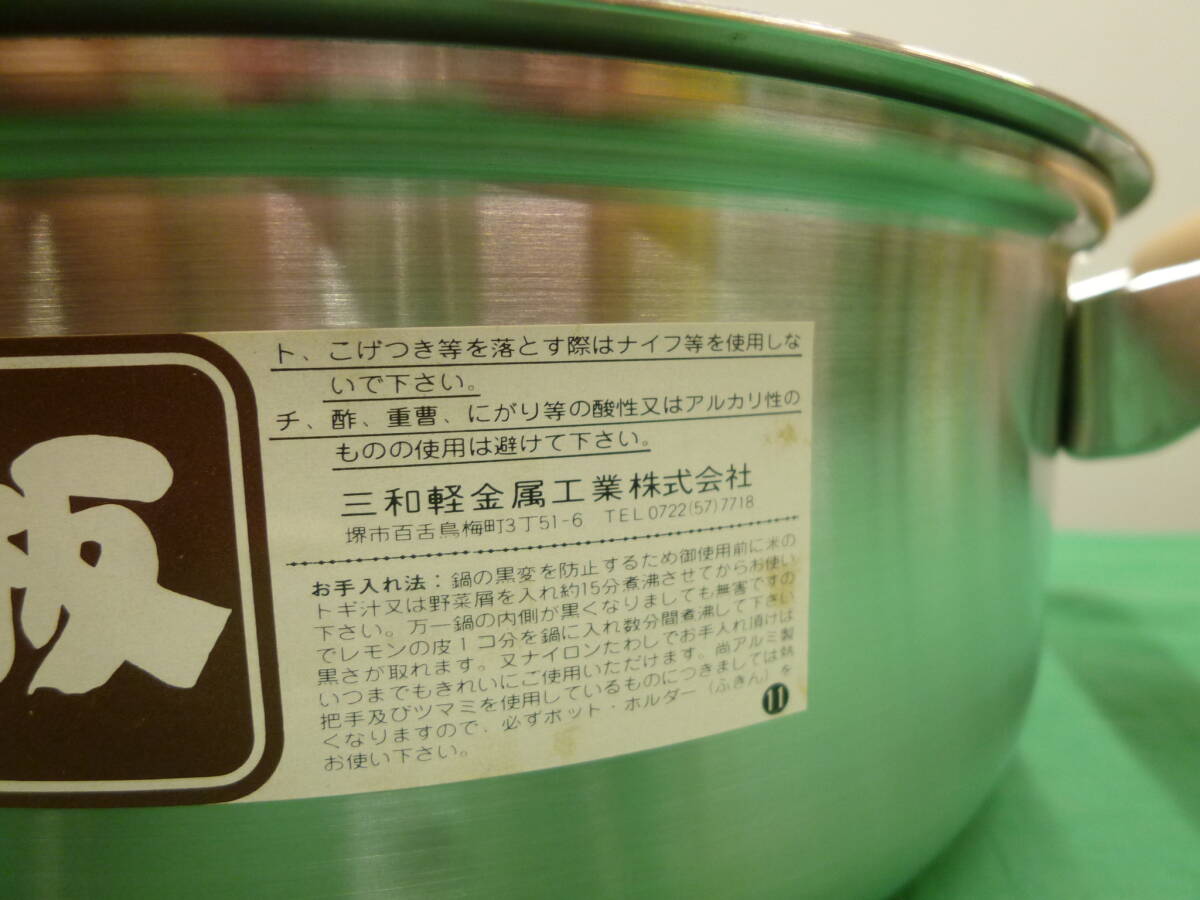 ト、こげつき等を落とす際はナイフ等を使用しな
いで下さい。
チ、酢、重曹、にがり等の酸性又はアルカリ性の
ものの使用は避けて下さい。
三和軽金属工業株式会社
堺市百舌鳥梅町3丁51-6 TEL0722(57)7718
お手入れ法：鍋の黒変を防止するため御使用前に米の
トギ汁又は野菜屑を入れ約15分煮沸させてからお使い
下さい。万一鍋の内側が黒くなりましても無害ですの
でレモンの皮1コ分を鍋に入れ数分間煮沸して下さい
黒さが取れます。又ナイロンたわしでお手入れ頂けば
いつまでもきれいにご使用いただけます。尚アルミ製
把手及びツマミを使用しているものにつきましては熱
くなりますので、必ずポット・ホルダー（ふきん）を
お使い下さい。
11